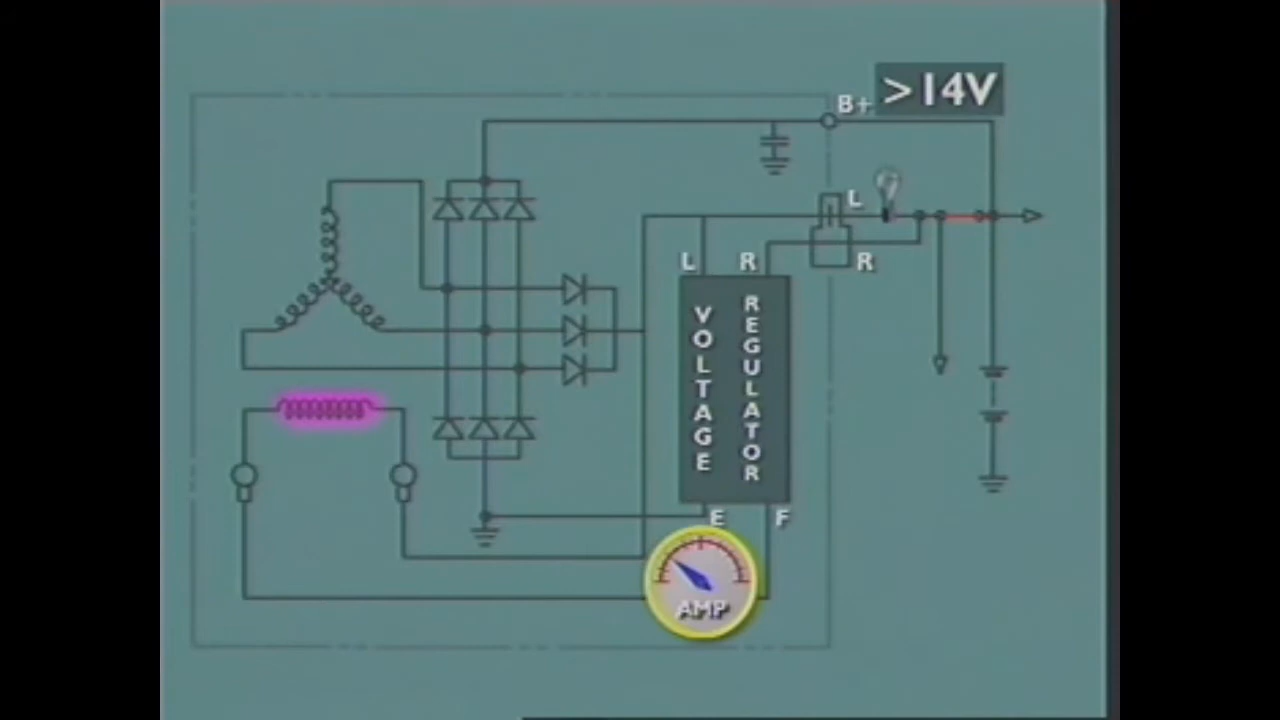 B+
>14V
L
L
R
R
VOLTAGE
REGULATOR
E
F
AMP